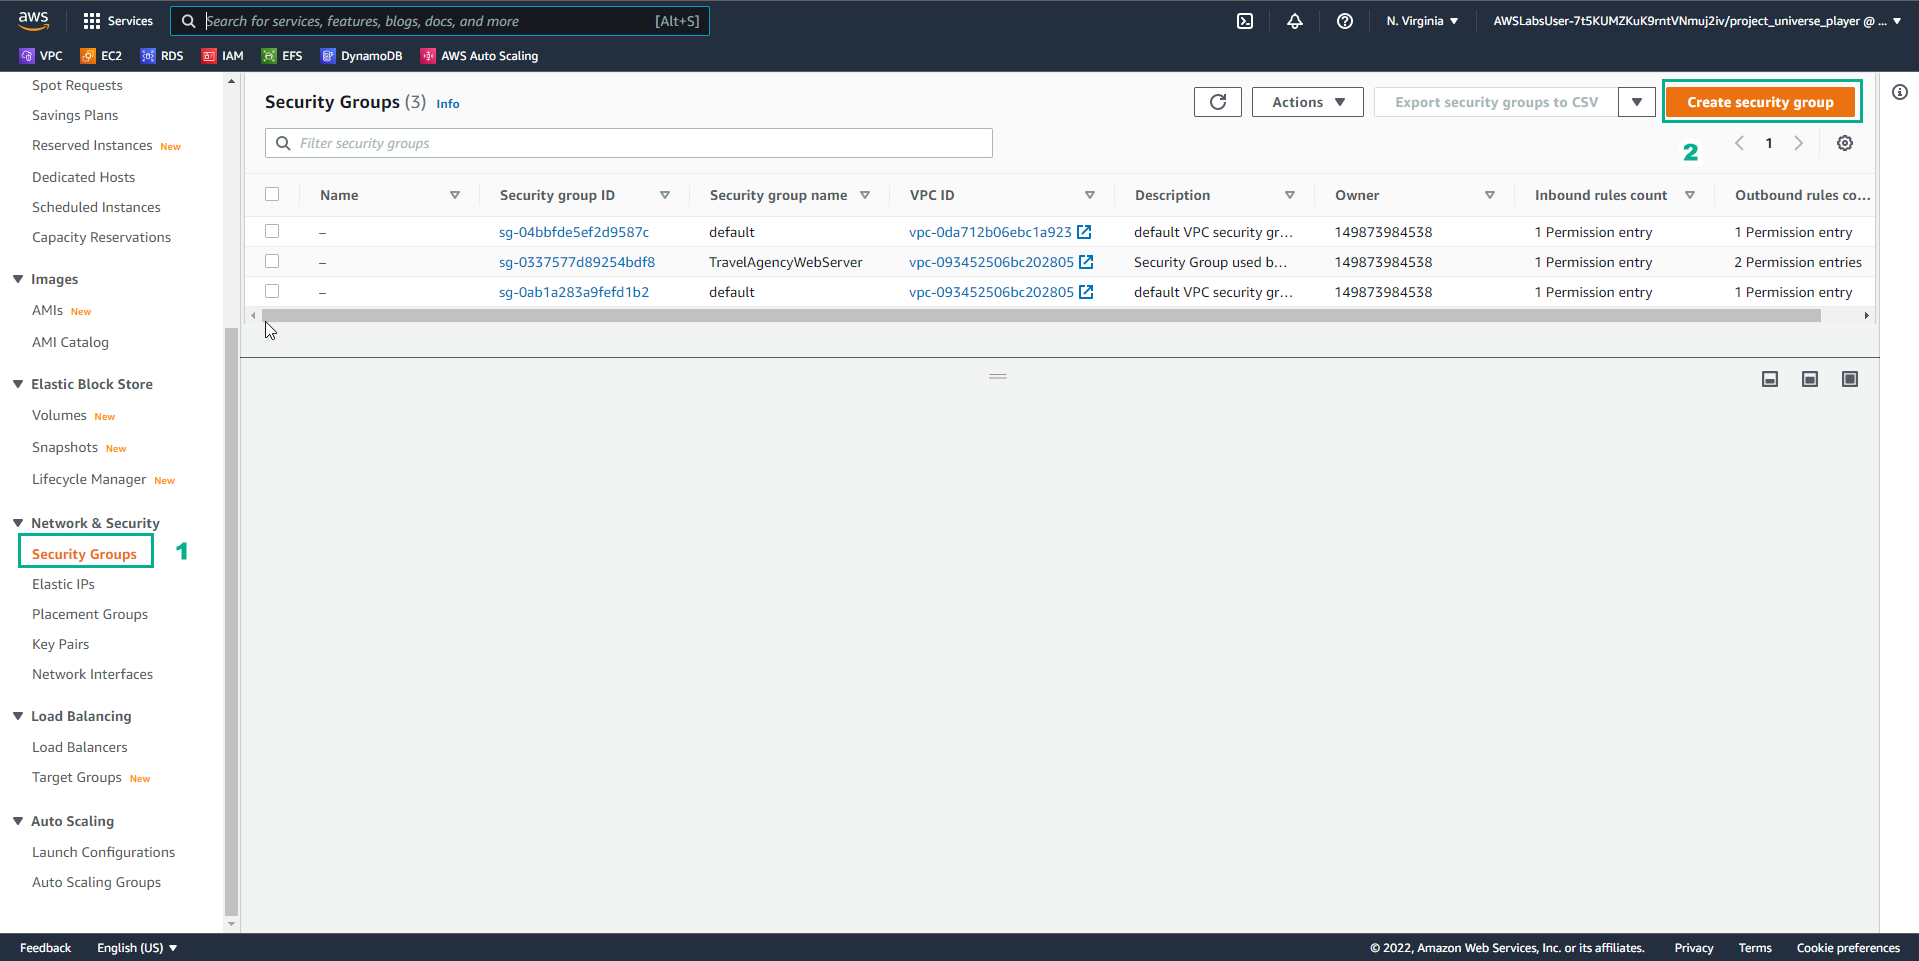 aws Services Search for services, features, blogs, docs, and more [Alt+S] N. Virginia AWSLabsUser-7t5KUMZKuK9rntVNmuj2iv/project_universe_player @ ...
VPC EC2 RDS IAM EFS DynamoDB AWS Auto Scaling
Spot Requests
Savings Plans
Reserved Instances New
Dedicated Hosts
Scheduled Instances
Capacity Reservations
Images
AMIs New
AMI Catalog
Elastic Block Store
Volumes New
Snapshots New
Lifecycle Manager New
Network & Security
Security Groups 1
Elastic IPs
Placement Groups
Key Pairs
Network Interfaces
Load Balancing
Load Balancers
Target Groups New
Auto Scaling
Launch Configurations
Auto Scaling Groups
Security Groups (3) Info Actions Export security groups to CSV Create security group
Filter security groups 2 1
Name Security group ID Security group name VPC ID Description Owner Inbound rules count Outbound rules co...
– sg-04bbfde5ef2d9587c default vpc-0da712b06ebc1a923 default VPC security gr... 149873984538 1 Permission entry 1 Permission entry
– sg-0337577d89254bdf8 TravelAgencyWebServer vpc-093452506bc202805 Security Group used b... 149873984538 1 Permission entry 2 Permission entries
– sg-0ab1a283a9fefd1b2 default vpc-093452506bc202805 default VPC security gr... 149873984538 1 Permission entry 1 Permission entry
Feedback English (US) © 2022, Amazon Web Services, Inc. or its affiliates. Privacy Terms Cookie preferences